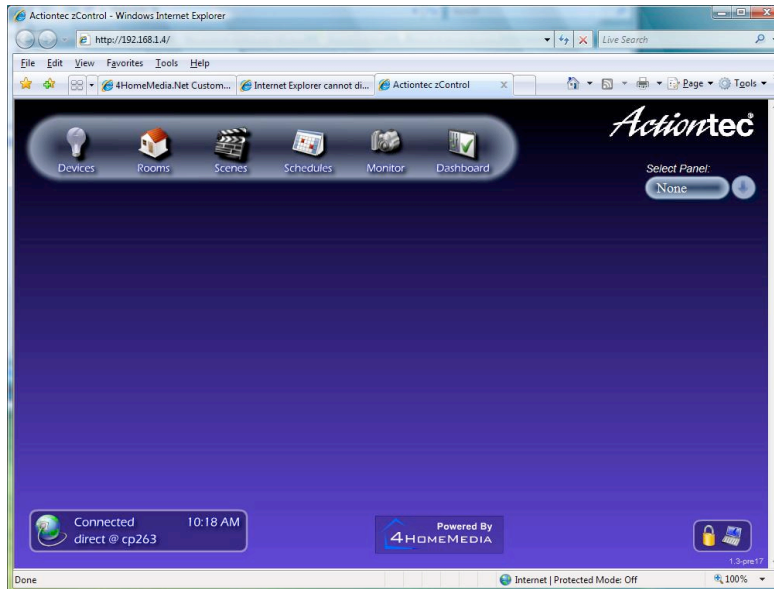 Actiontec zControl - Windows Internet Explorer
http://192.168.1.4/
Live Search
File Edit View Favorites Tools Help
4HomeMedia.Net Custom... Internet Explorer cannot di... Actiontec zControl Page Tools
Actiontec
Devices Rooms Scenes Schedules Monitor Dashboard
Select Panel:
None
Connected 10:18 AM
direct @ cp263
Powered By
4HOMEMEDIA
1.3-pre17
Done Internet | Protected Mode: Off 100%